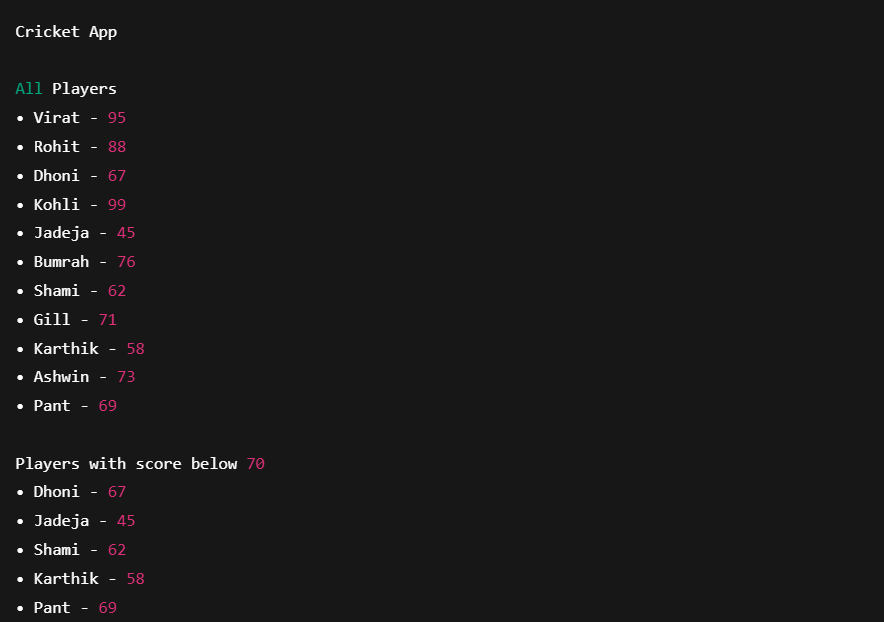 Cricket App
All Players
• Virat - 95
• Rohit - 88
• Dhoni - 67
• Kohli - 99
• Jadeja - 45
• Bumrah - 76
• Shami - 62
• Gill - 71
• Karthik - 58
• Ashwin - 73
• Pant - 69
Players with score below 70
• Dhoni - 67
• Jadeja - 45
• Shami - 62
• Karthik - 58
• Pant - 69